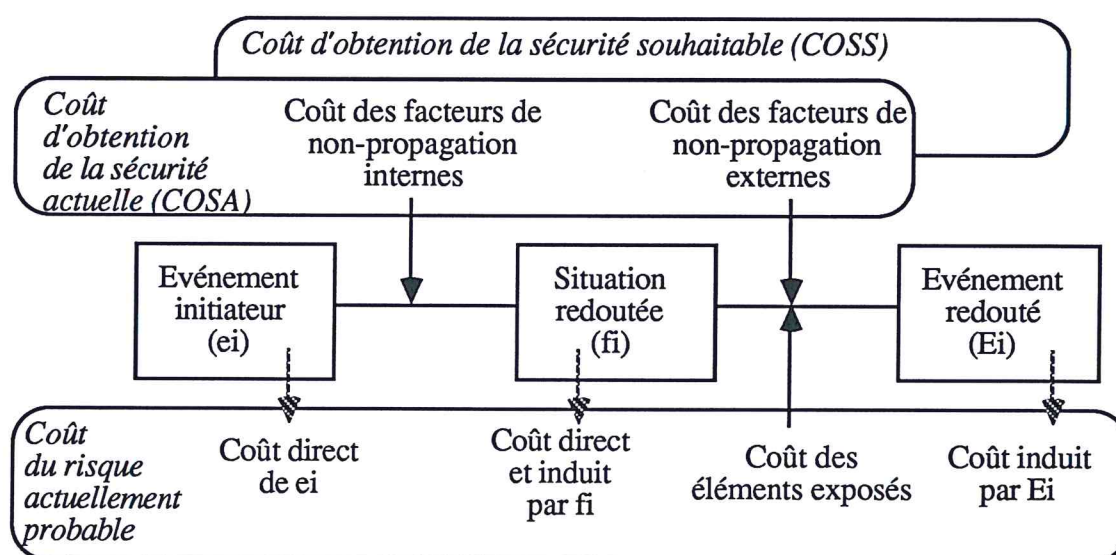 Coût d'obtention de la sécurité souhaitable (COSS)
Coût
d'obtention
de la sécurité
actuelle (COSA)
Coût des facteurs de
non-propagation
internes
Coût des facteurs de
non-propagation
externes
Evénement
initiateur
(ei)
Situation
redoutée
(fi)
Evénement
redouté
(Ei)
Coût
du risque
actuellement
probable
Coût direct
de ei
Coût direct
et induit
par fi
Coût des
éléments exposés
Coût induit
par Ei